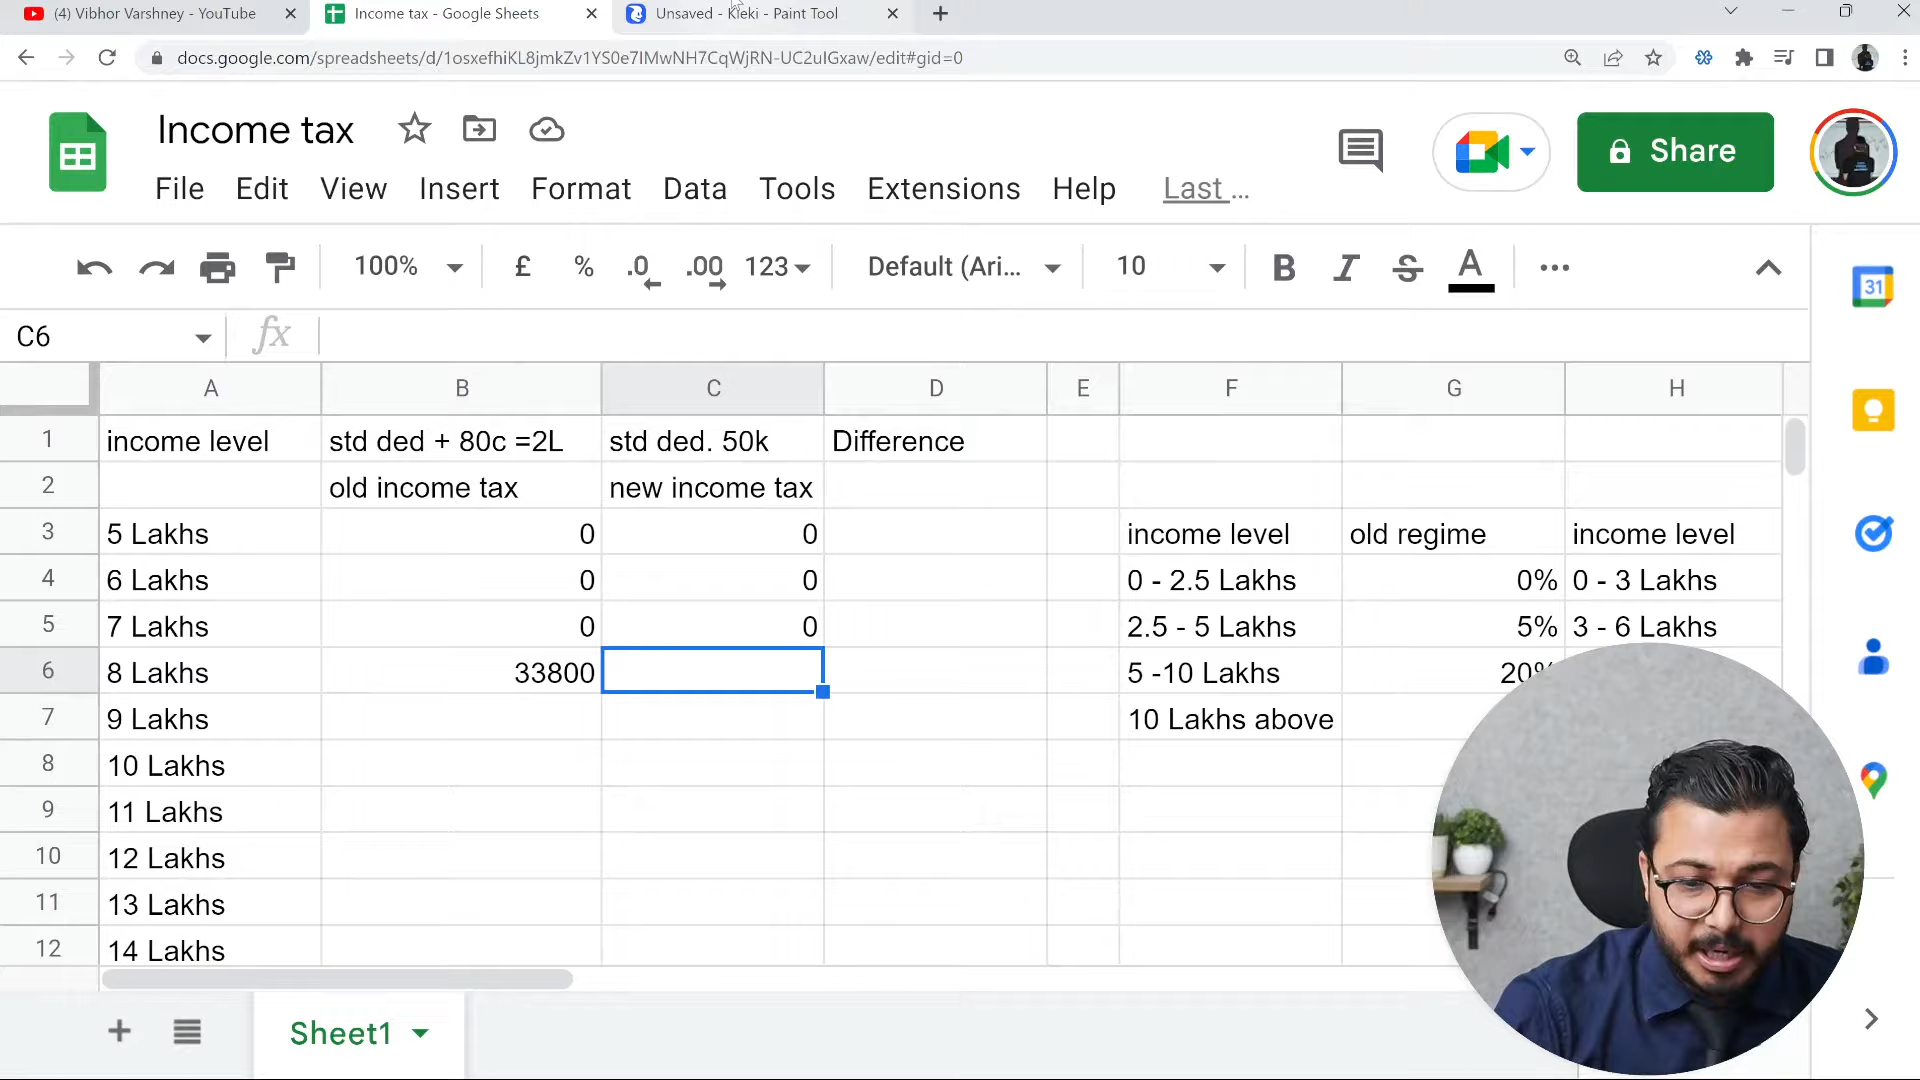 (4) Vibhor Varshney - YouTube
Income tax - Google Sheets
Unsaved - Kleki - Paint Tool
docs.google.com/spreadsheets/d/1osxefhiKL8jmkZv1YS0e7IMwNH7CqWjRN-UC2uIGxaw/edit#gid=0
Income tax
Share
File Edit View Insert Format Data Tools Extensions Help Last ...
100% £ % .0 .00 123 Default (Ari... 10 B I S A
31
C6 fx
A B C D E F G H
1 income level std ded + 80c =2L std ded. 50k Difference
2 old income tax new income tax
3 5 Lakhs 0 0 income level old regime income level
4 6 Lakhs 0 0 0 - 2.5 Lakhs 0% 0 - 3 Lakhs
5 7 Lakhs 0 0 2.5 - 5 Lakhs 5% 3 - 6 Lakhs
6 8 Lakhs 33800 5 -10 Lakhs 20%
7 9 Lakhs 10 Lakhs above
8 10 Lakhs
9 11 Lakhs
10 12 Lakhs
11 13 Lakhs
12 14 Lakhs
Sheet1